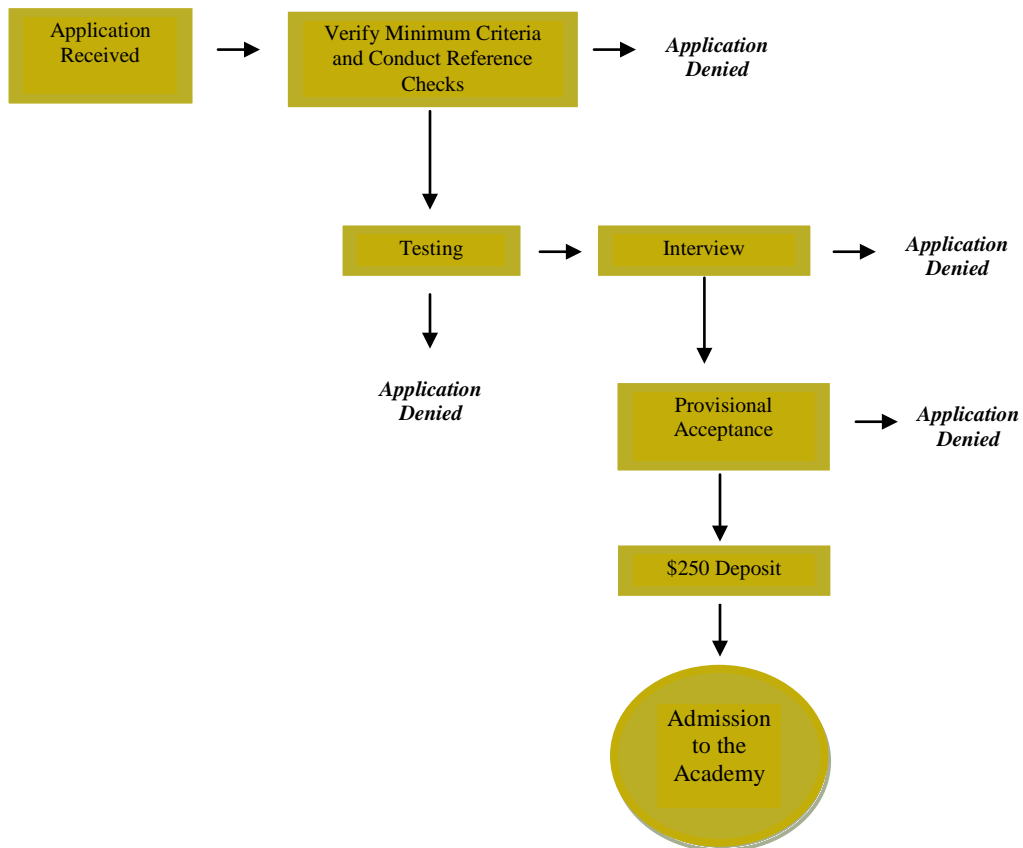 Application
Received
Verify Minimum Criteria
and Conduct Reference
Checks
Application
Denied
Testing
Interview
Application
Denied
Application
Denied
Provisional
Acceptance
Application
Denied
$250 Deposit
Admission
to the
Academy